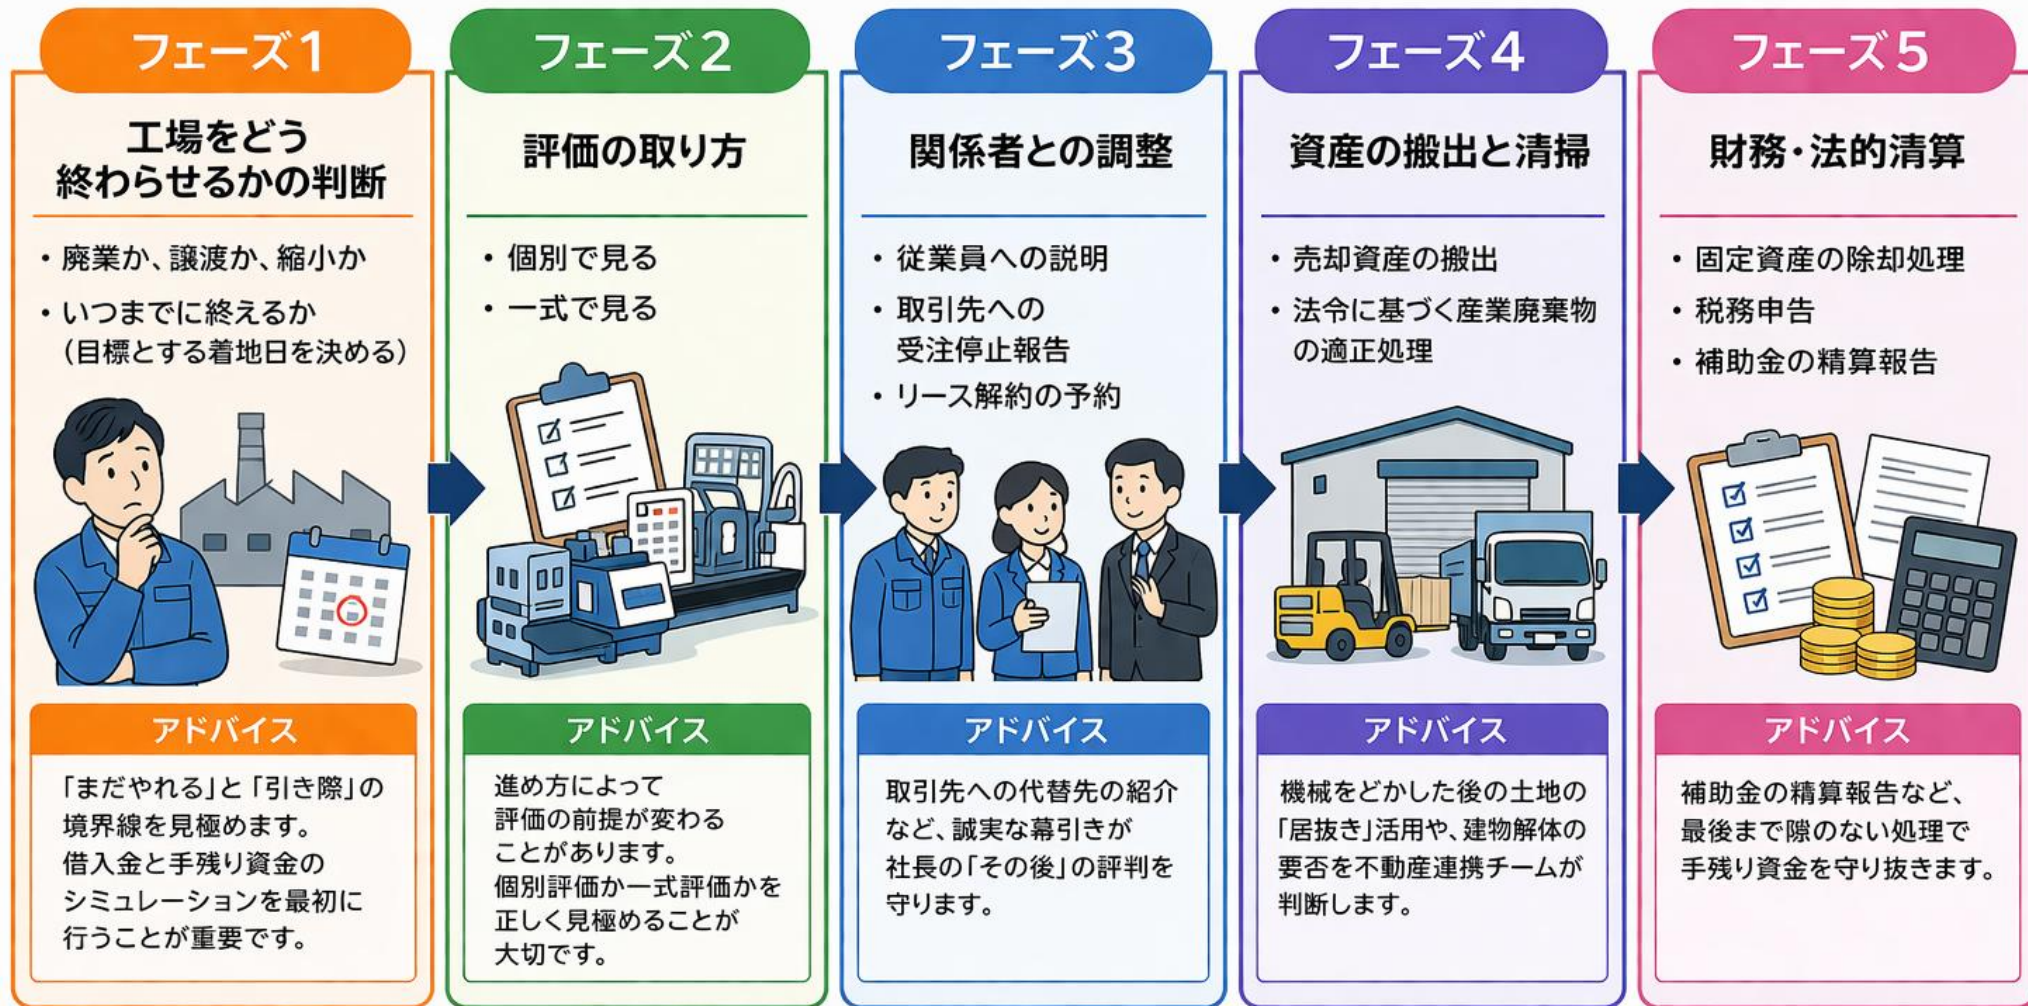 フェーズ1
工場をどう
終わらせるかの判断
・廃業か、譲渡か、縮小か
・いつまでに終えるか
（目標とする着地日を決める）
アドバイス
「まだやれる」と「引き際」の
境界線を見極めます。
借入金と手残り資金の
シミュレーションを最初に
行うことが重要です。
フェーズ2
評価の取り方
・個別で見る
・一式で見る
アドバイス
進め方によって
評価の前提が変わる
ことがあります。
個別評価か一式評価かを
正しく見極めることが
大切です。
フェーズ3
関係者との調整
・従業員への説明
・取引先への
受注停止報告
・リース解約の予約
アドバイス
取引先への代替先の紹介
など、誠実な幕引きが
社長の「その後」の評判を
守ります。
フェーズ4
資産の搬出と清掃
・売却資産の搬出
・法令に基づく産業廃棄物
の適正処理
アドバイス
機械をどかした後の土地の
「居抜き」活用や、建物解体の
要否を不動産連携チームが
判断します。
フェーズ5
財務・法的清算
・固定資産の除却処理
・税務申告
・補助金の精算報告
アドバイス
補助金の精算報告など、
最後まで隙のない処理で
手残り資金を守り抜きます。